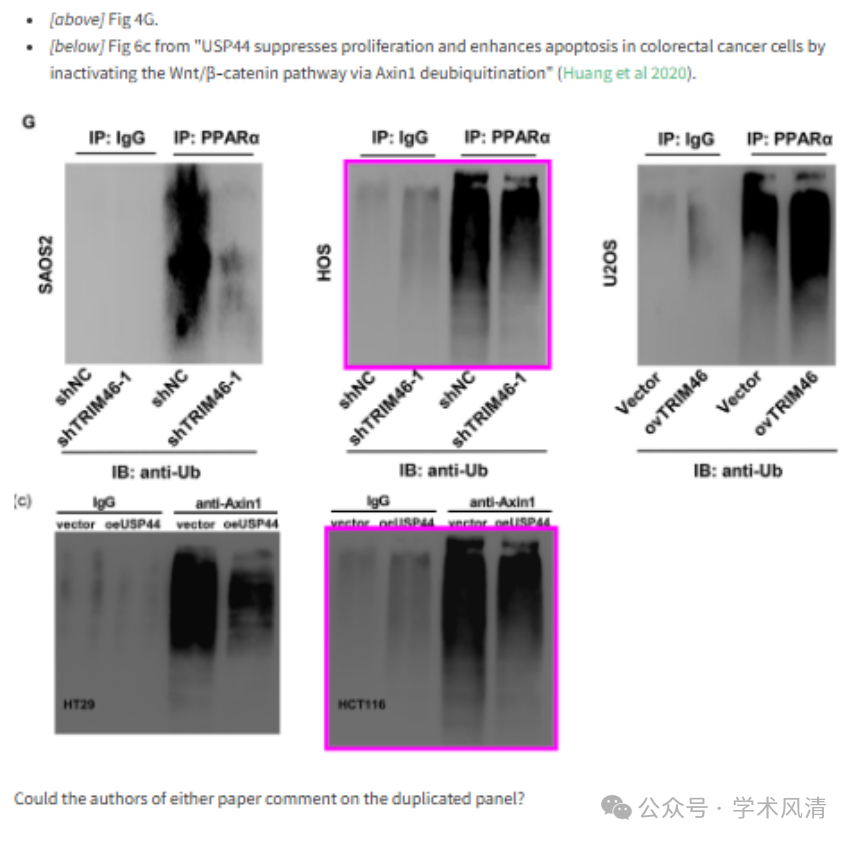 • [above] Fig 4G.
• [below] Fig 6c from "USP44 suppresses proliferation and enhances apoptosis in colorectal cancer cells by
inactivating the Wnt/β-catenin pathway via Axin1 deubiquitination" (Huang et al 2020).
G
IP: IgG IP: PPARα IP: IgG IP: PPARα IP: IgG IP: PPARα
SAOS2 HOS U2OS
shNC shTRIM46-1 shNC shTRIM46-1 shNC shTRIM46-1 shNC shTRIM46-1 Vector ovTRIM46 Vector ovTRIM46
IB: anti-Ub IB: anti-Ub IB: anti-Ub
(c) IgG anti-Axin1 IgG anti-Axin1
vector oeUSP44 vector oeUSP44 vector oeUSP44 vector oeUSP44
HT29 HCT116
Could the authors of either paper comment on the duplicated panel?
公众号 · 学术风清